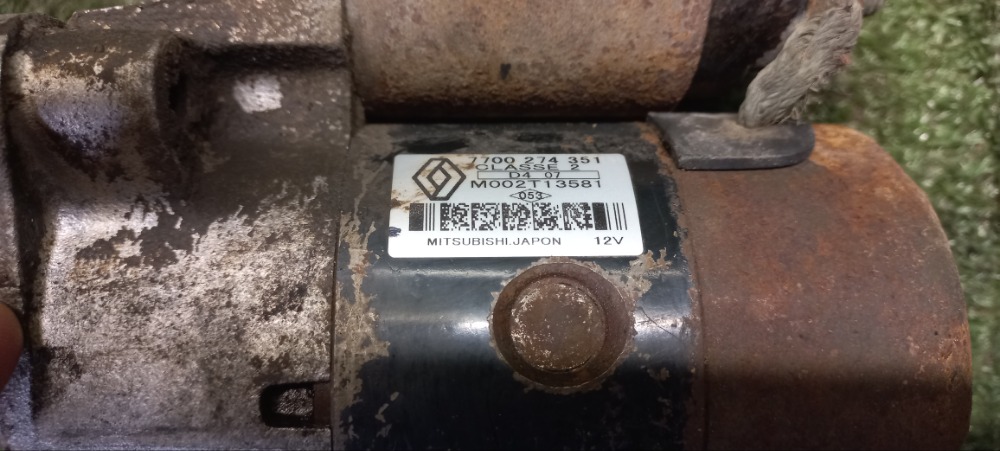 7700 274 351
CLASSE 2
D4 07
M002T13581
053
MITSUBISHI.JAPON 12V